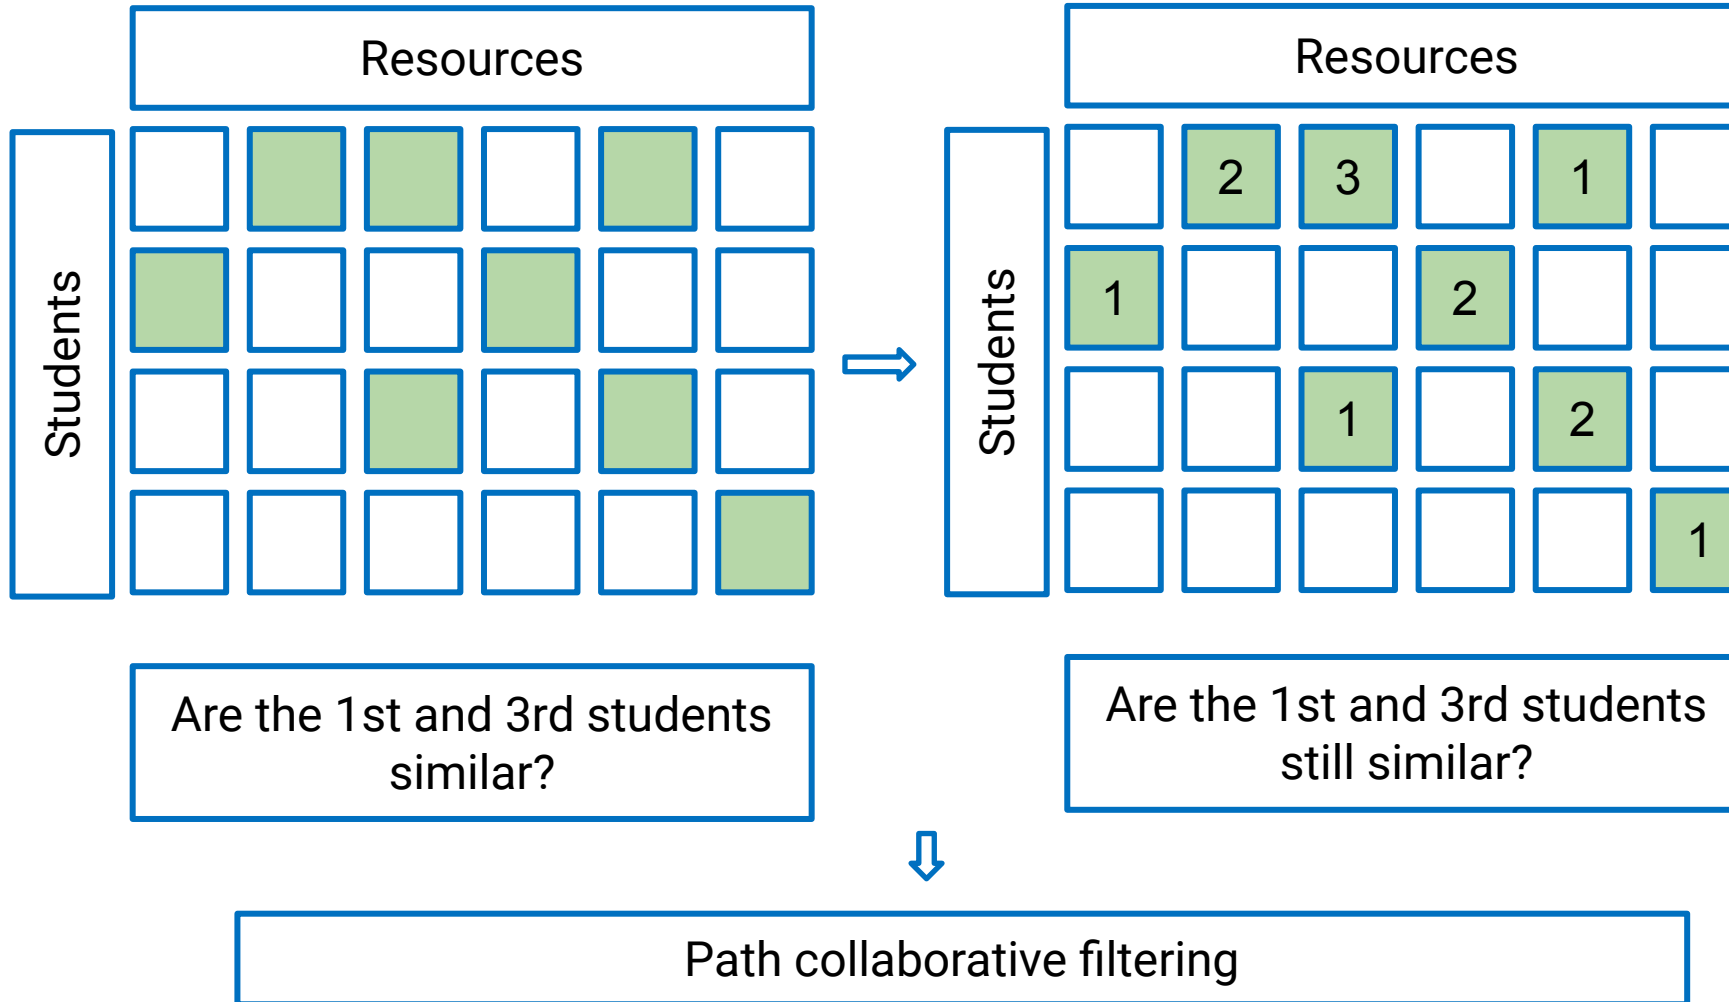 Resources
Students
Are the 1st and 3rd students
similar?
Resources
Students
2 3 1
1 2
1 2
1
Are the 1st and 3rd students
still similar?
Path collaborative filtering